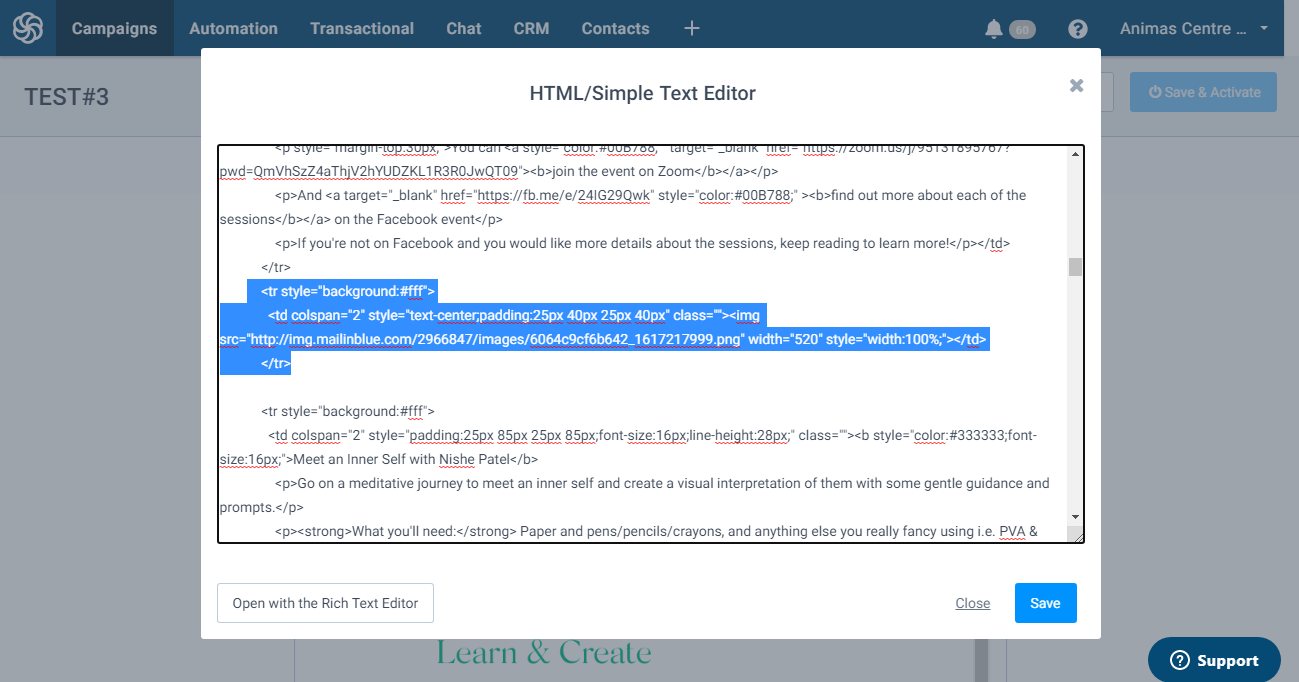 Campaigns Automation Transactional Chat CRM Contacts + 60 ? Animas Centre ...
TEST#3
Save & Activate
HTML/Simple Text Editor
<p style="margin-top:30px;">You can <a style="color:#00B788;" target="_blank" href="https://zoom.us/j/95131895767?
pwd=QmVhSzZ4aThjV2hYUDZKL1R3R0JwQT09"><b>join the event on Zoom</b></a></p>
<p>And <a target="_blank" href="https://fb.me/e/24IG29Qwk" style="color:#00B788;" ><b>find out more about each of the
sessions</b></a> on the Facebook event</p>
<p>If you're not on Facebook and you would like more details about the sessions, keep reading to learn more!</p></td>
</tr>
<tr style="background:#fff">
<td colspan="2" style="text-center;padding:25px 40px 25px 40px" class=""><img
src="http://img.mailinblue.com/2966847/images/6064c9cf6b642_1617217999.png" width="520" style="width:100%;"></td>
</tr>
<tr style="background:#fff">
<td colspan="2" style="padding:25px 85px 25px 85px;font-size:16px;line-height:28px;" class=""><b style="color:#333333;font-
size:16px;">Meet an Inner Self with Nishe Patel</b>
<p>Go on a meditative journey to meet an inner self and create a visual interpretation of them with some gentle guidance and
prompts.</p>
<p><strong>What you'll need:</strong> Paper and pens/pencils/crayons, and anything else you really fancy using i.e. PVA &
Open with the Rich Text Editor
Close
Save
Learn & Create
? Support